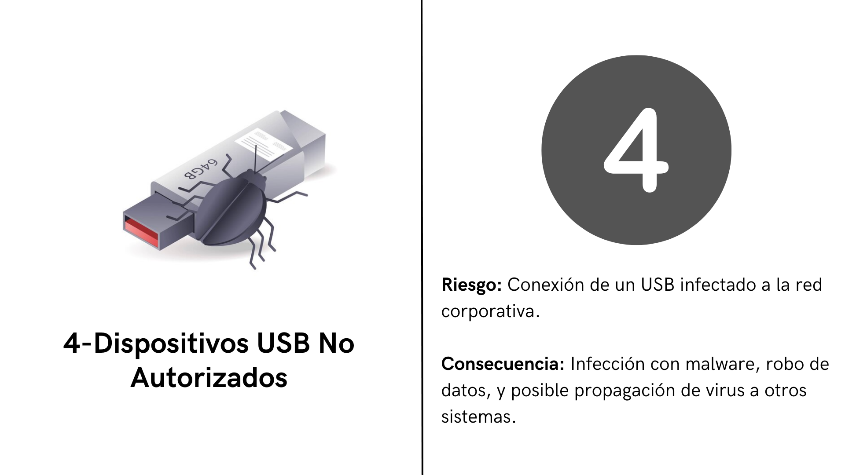 64GB
4-Dispositivos USB No
Autorizados
4
Riesgo: Conexión de un USB infectado a la red
corporativa.
Consecuencia: Infección con malware, robo de
datos, y posible propagación de virus a otros
sistemas.